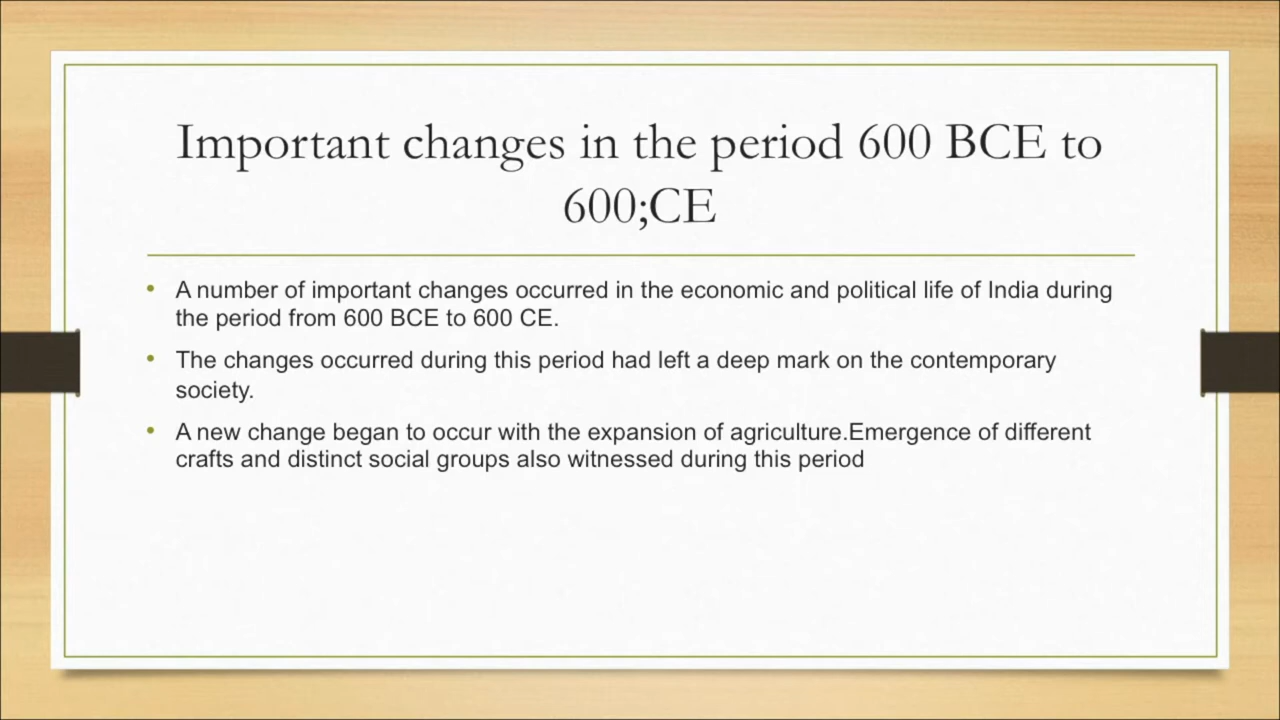 Important changes in the period 600 BCE to
600;CE
• A number of important changes occurred in the economic and political life of India during
the period from 600 BCE to 600 CE.
• The changes occurred during this period had left a deep mark on the contemporary
society.
• A new change began to occur with the expansion of agriculture.Emergence of different
crafts and distinct social groups also witnessed during this period